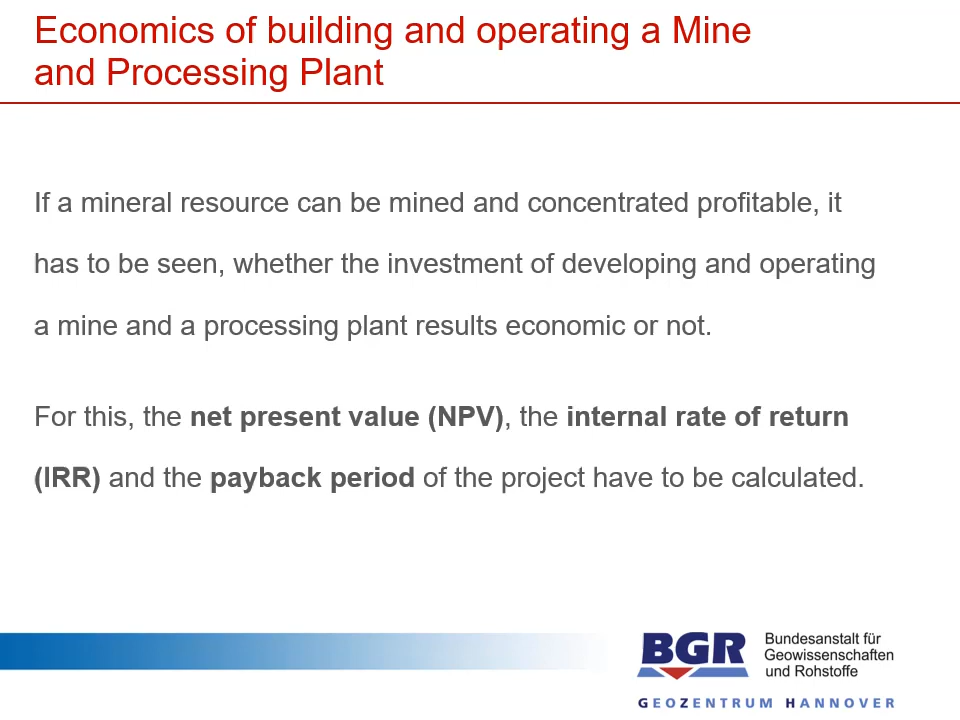 Economics of building and operating a Mine
and Processing Plant
If a mineral resource can be mined and concentrated profitable, it
has to be seen, whether the investment of developing and operating
a mine and a processing plant results economic or not.
For this, the net present value (NPV), the internal rate of return
(IRR) and the payback period of the project have to be calculated.
BGR
Bundesanstalt für
Geowissenschaften
und Rohstoffe
GEOZENTRUM HANNOVER